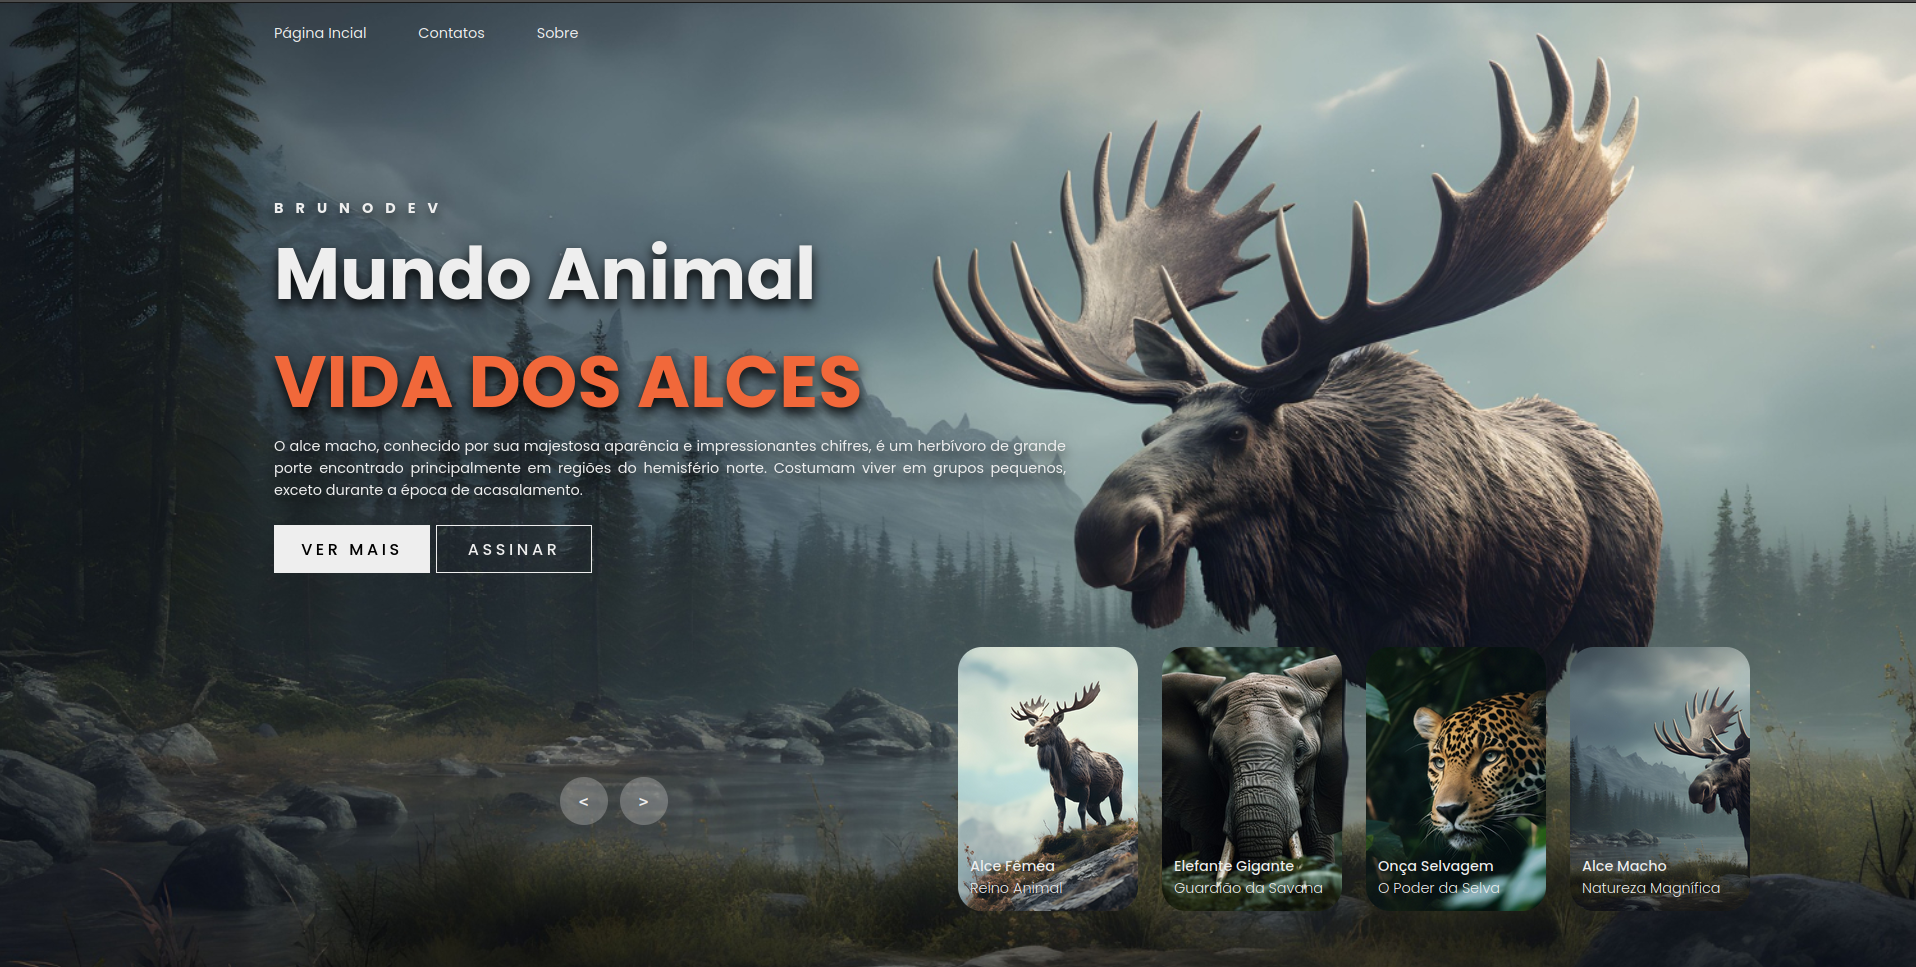 Página Incial
Contatos
Sobre
BRUNODEV
Mundo Animal
VIDA DOS ALCES
O alce macho, conhecido por sua majestosa aparência e impressionantes chifres, é um herbívoro de grande
porte encontrado principalmente em regiões do hemisfério norte. Costumam viver em grupos pequenos,
exceto durante a época de acasalamento.
VER MAIS
ASSINAR
<
>
Alce Fêmea
Reino Animal
Elefante Gigante
Guardião da Savana
Onça Selvagem
O Poder da Selva
Alce Macho
Natureza Magnífica